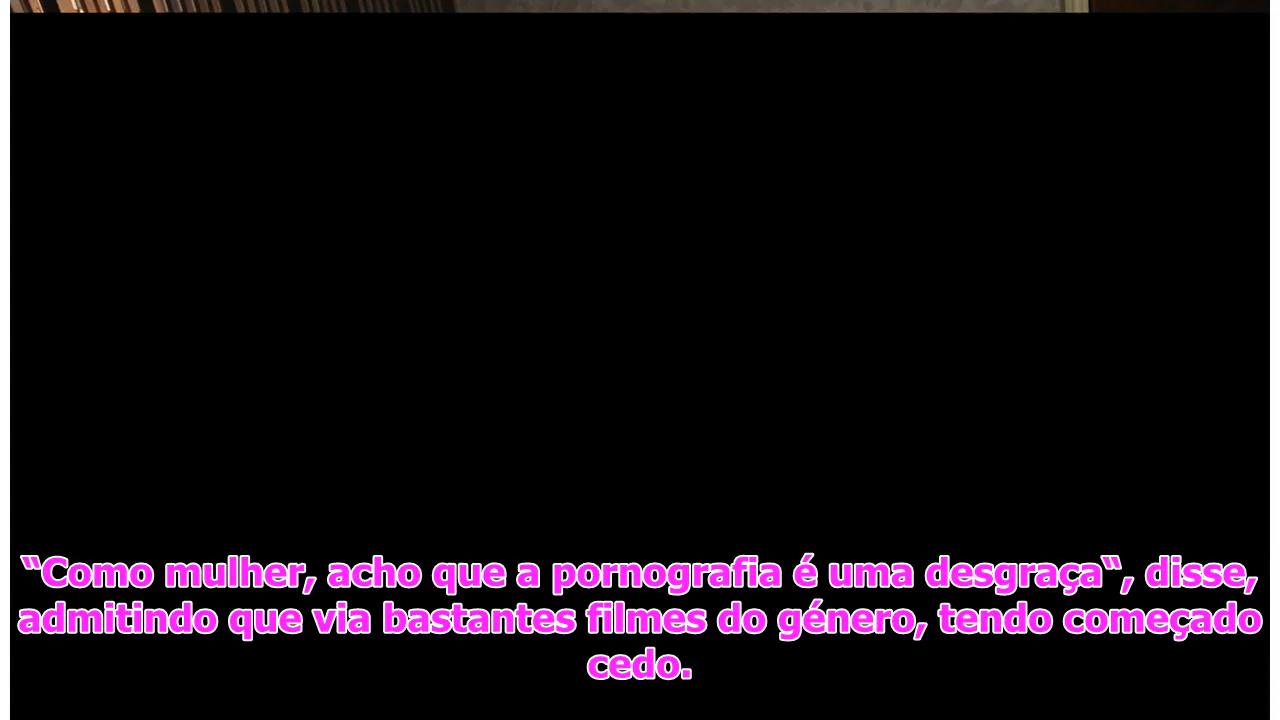 “Como mulher, acho que a pornografia é uma desgraça“, disse,
admitindo que via bastantes filmes do género, tendo começado
cedo.